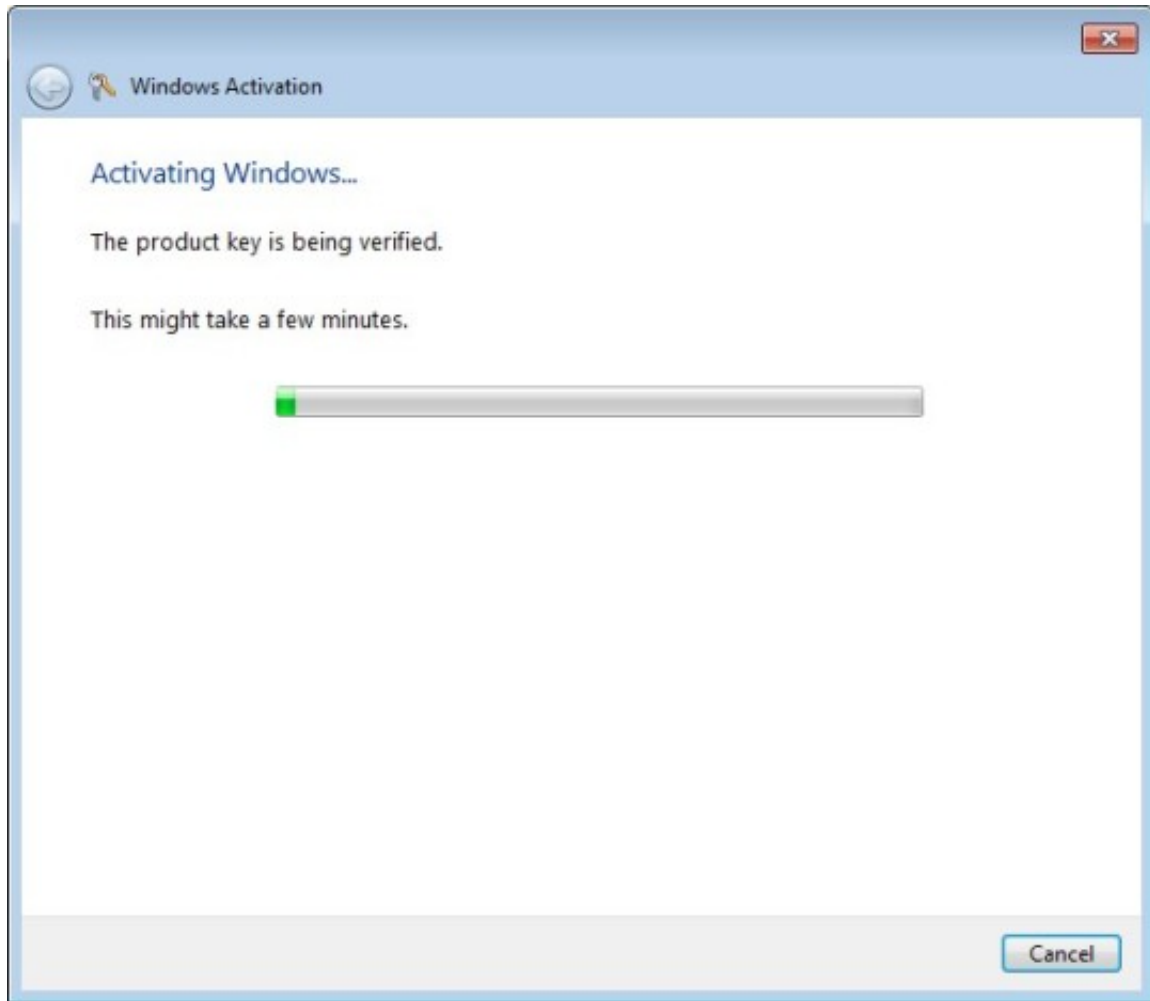 Windows Activation
Activating Windows...
The product key is being verified.
This might take a few minutes.
Cancel